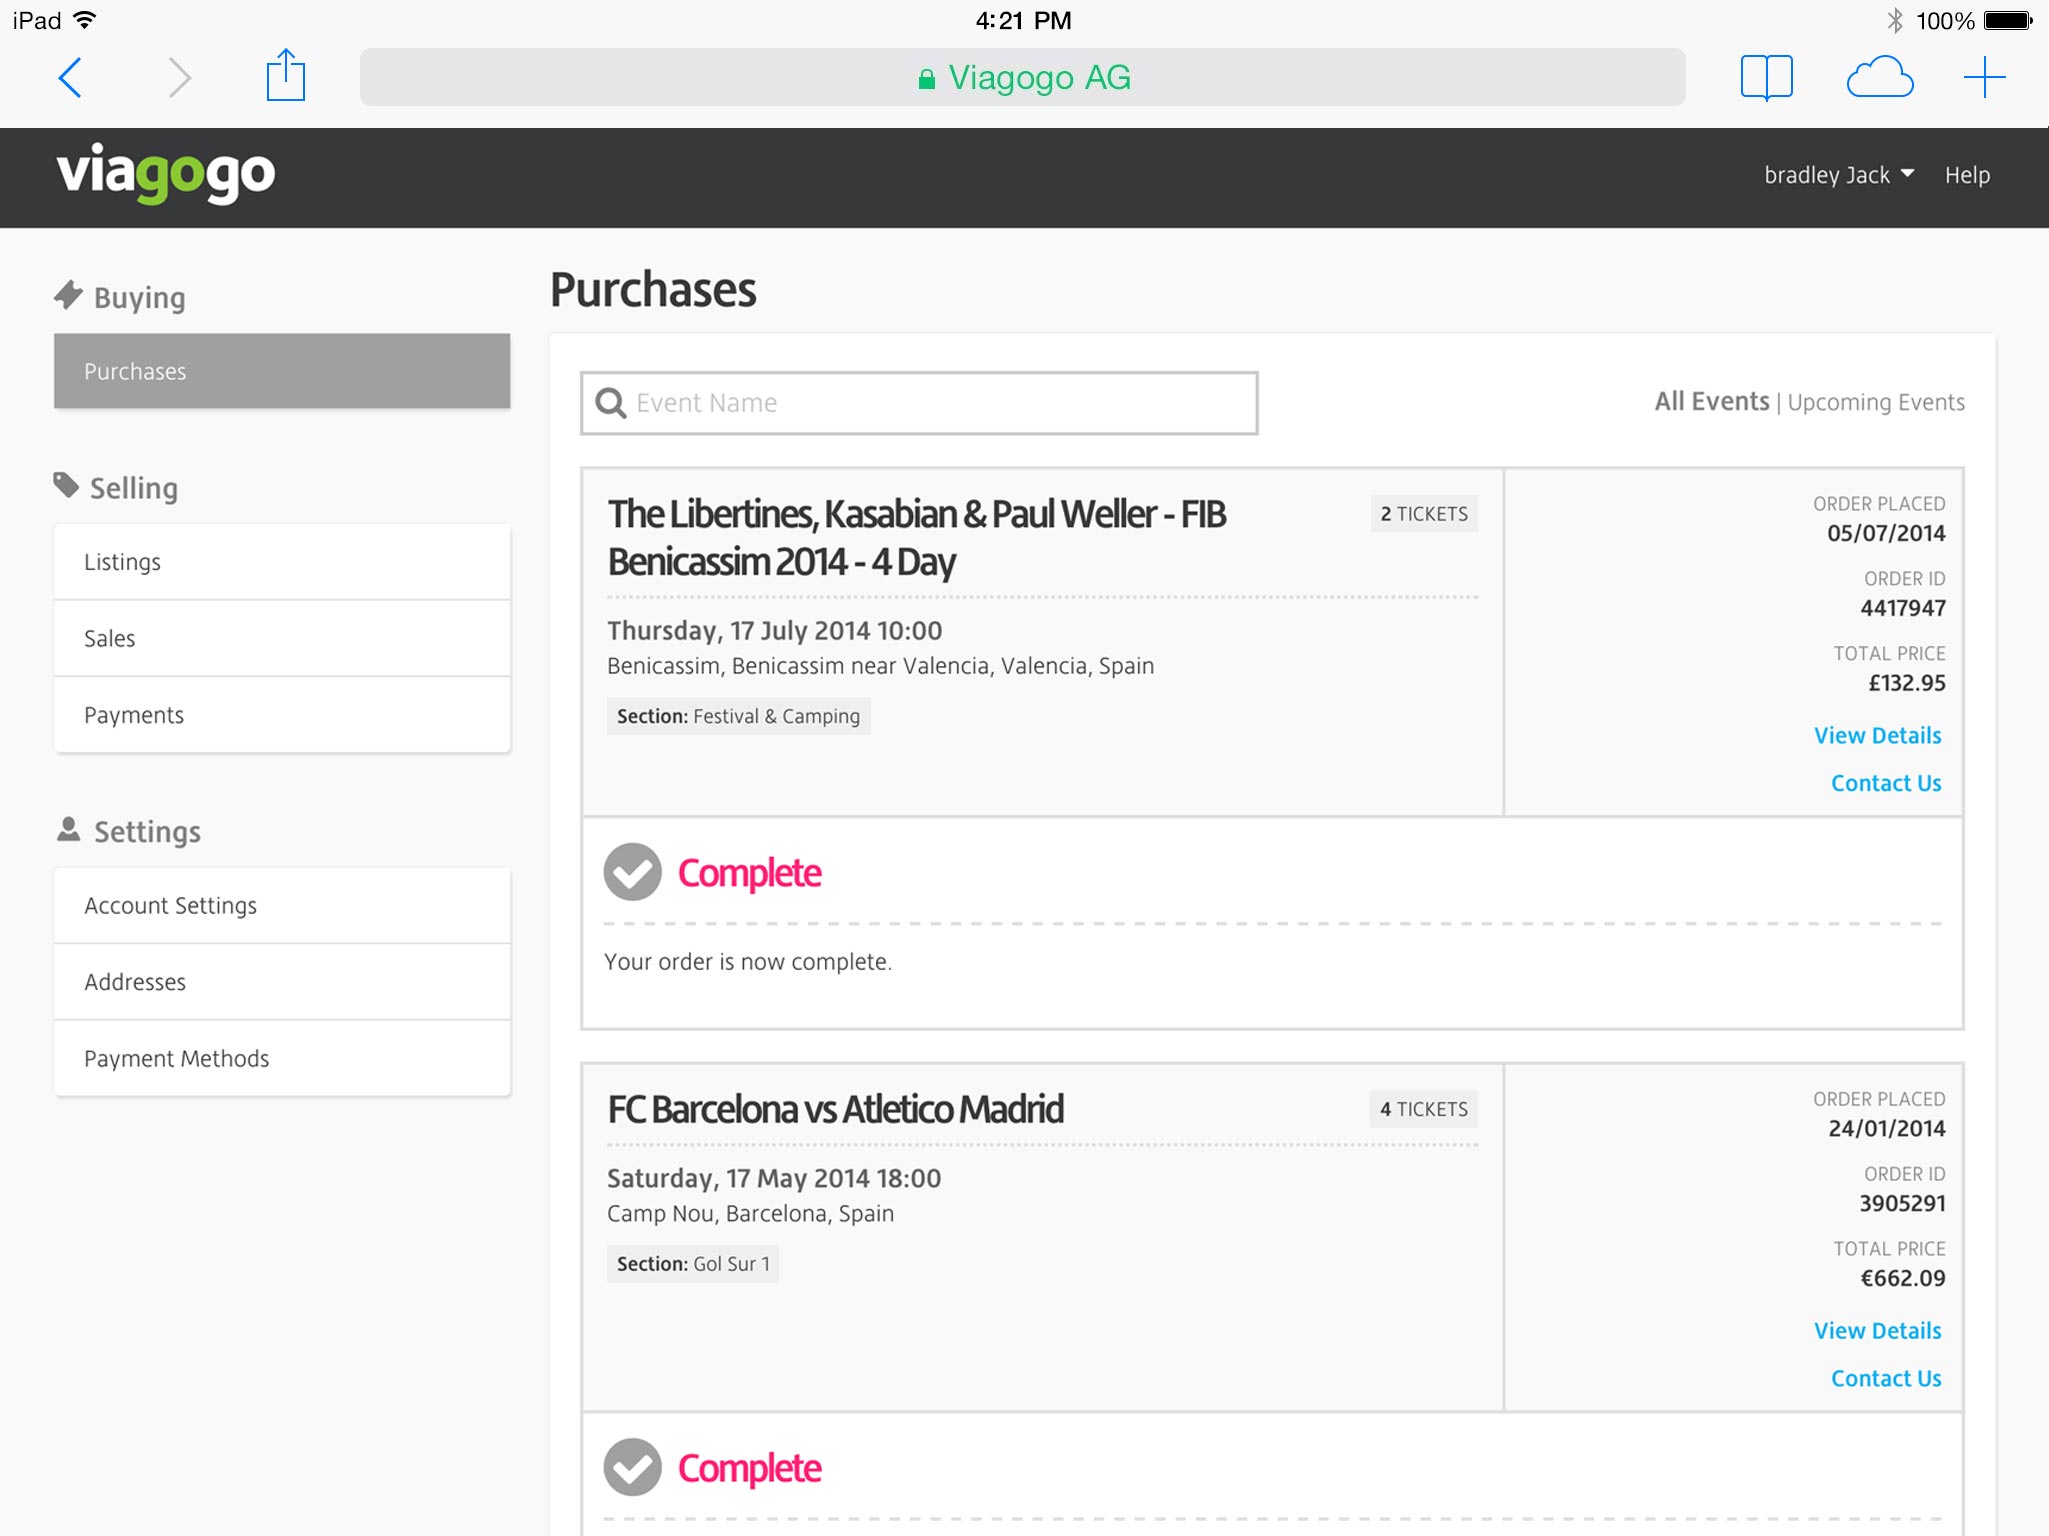 iPad
4:21 PM
100%
Viagogo AG
viagogo
bradley Jack
Help
Buying
Purchases
Selling
Listings
Sales
Payments
Settings
Account Settings
Addresses
Payment Methods
Purchases
Event Name
All Events | Upcoming Events
The Libertines, Kasabian & Paul Weller - FIB
Benicassim 2014 - 4 Day
2 TICKETS
Thursday, 17 July 2014 10:00
Benicassim, Benicassim near Valencia, Valencia, Spain
Section: Festival & Camping
ORDER PLACED
05/07/2014
ORDER ID
4417947
TOTAL PRICE
£132.95
View Details
Contact Us
Complete
Your order is now complete.
FC Barcelona vs Atletico Madrid
4 TICKETS
Saturday, 17 May 2014 18:00
Camp Nou, Barcelona, Spain
Section: Gol Sur 1
ORDER PLACED
24/01/2014
ORDER ID
3905291
TOTAL PRICE
€662.09
View Details
Contact Us
Complete